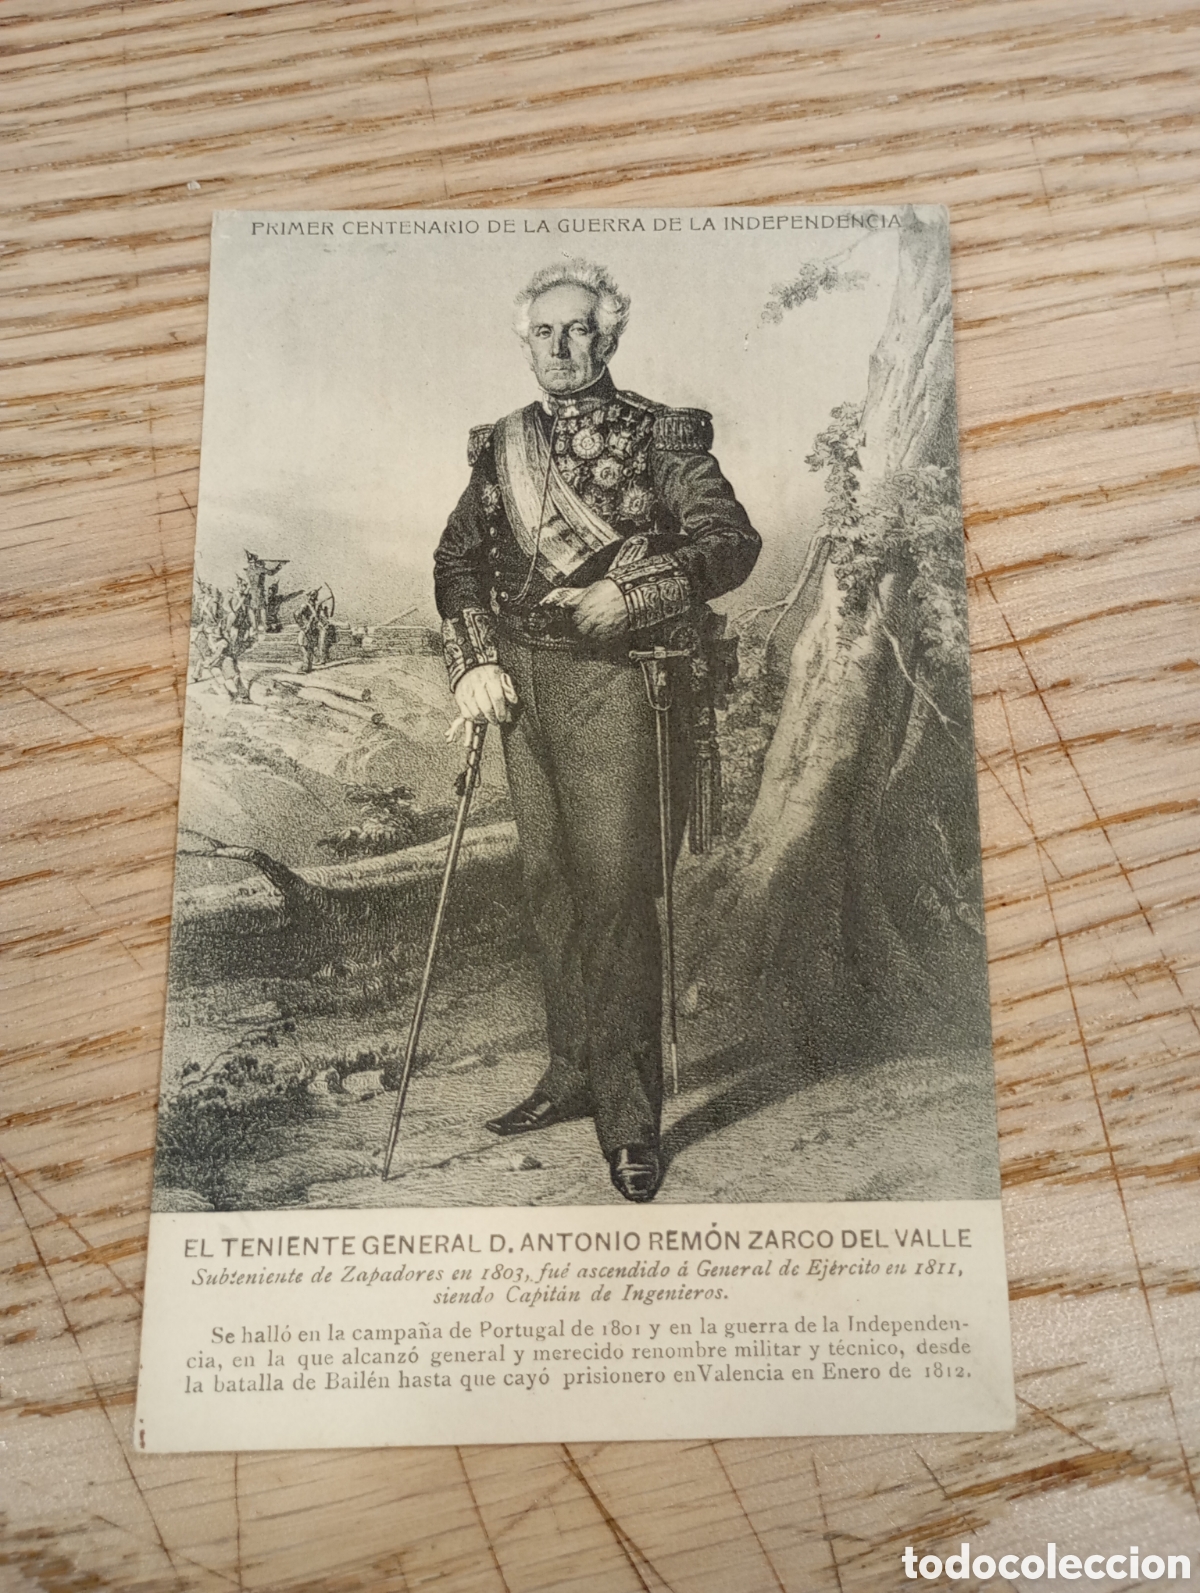 PRIMER CENTENARIO DE LA GUERRA DE LA INDEPENDENCIA
EL TENIENTE GENERAL D. ANTONIO REMÓN ZARCO DEL VALLE
Subteniente de Zapadores en 1803, fué ascendido á General de Ejército en 1811,
siendo Capitán de Ingenieros.
Se halló en la campaña de Portugal de 1801 y en la guerra de la Independen-
cia, en la que alcanzó general y merecido renombre militar y técnico, desde
la batalla de Bailén hasta que cayó prisionero en Valencia en Enero de 1812.
todocoleccion